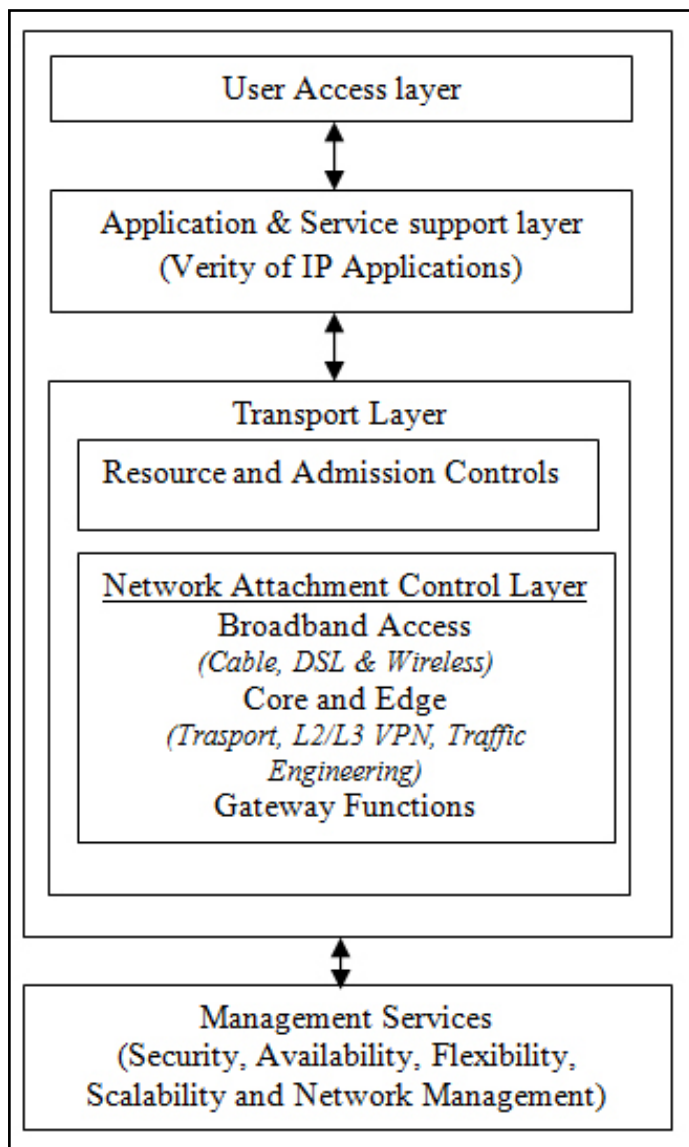 User Access layer
Application & Service support layer
(Verity of IP Applications)
Transport Layer
Resource and Admission Controls
Network Attachment Control Layer
Broadband Access
(Cable, DSL & Wireless)
Core and Edge
(Trasport, L2/L3 VPN, Traffic
Engineering)
Gateway Functions
Management Services
(Security, Availability, Flexibility,
Scalability and Network Management)